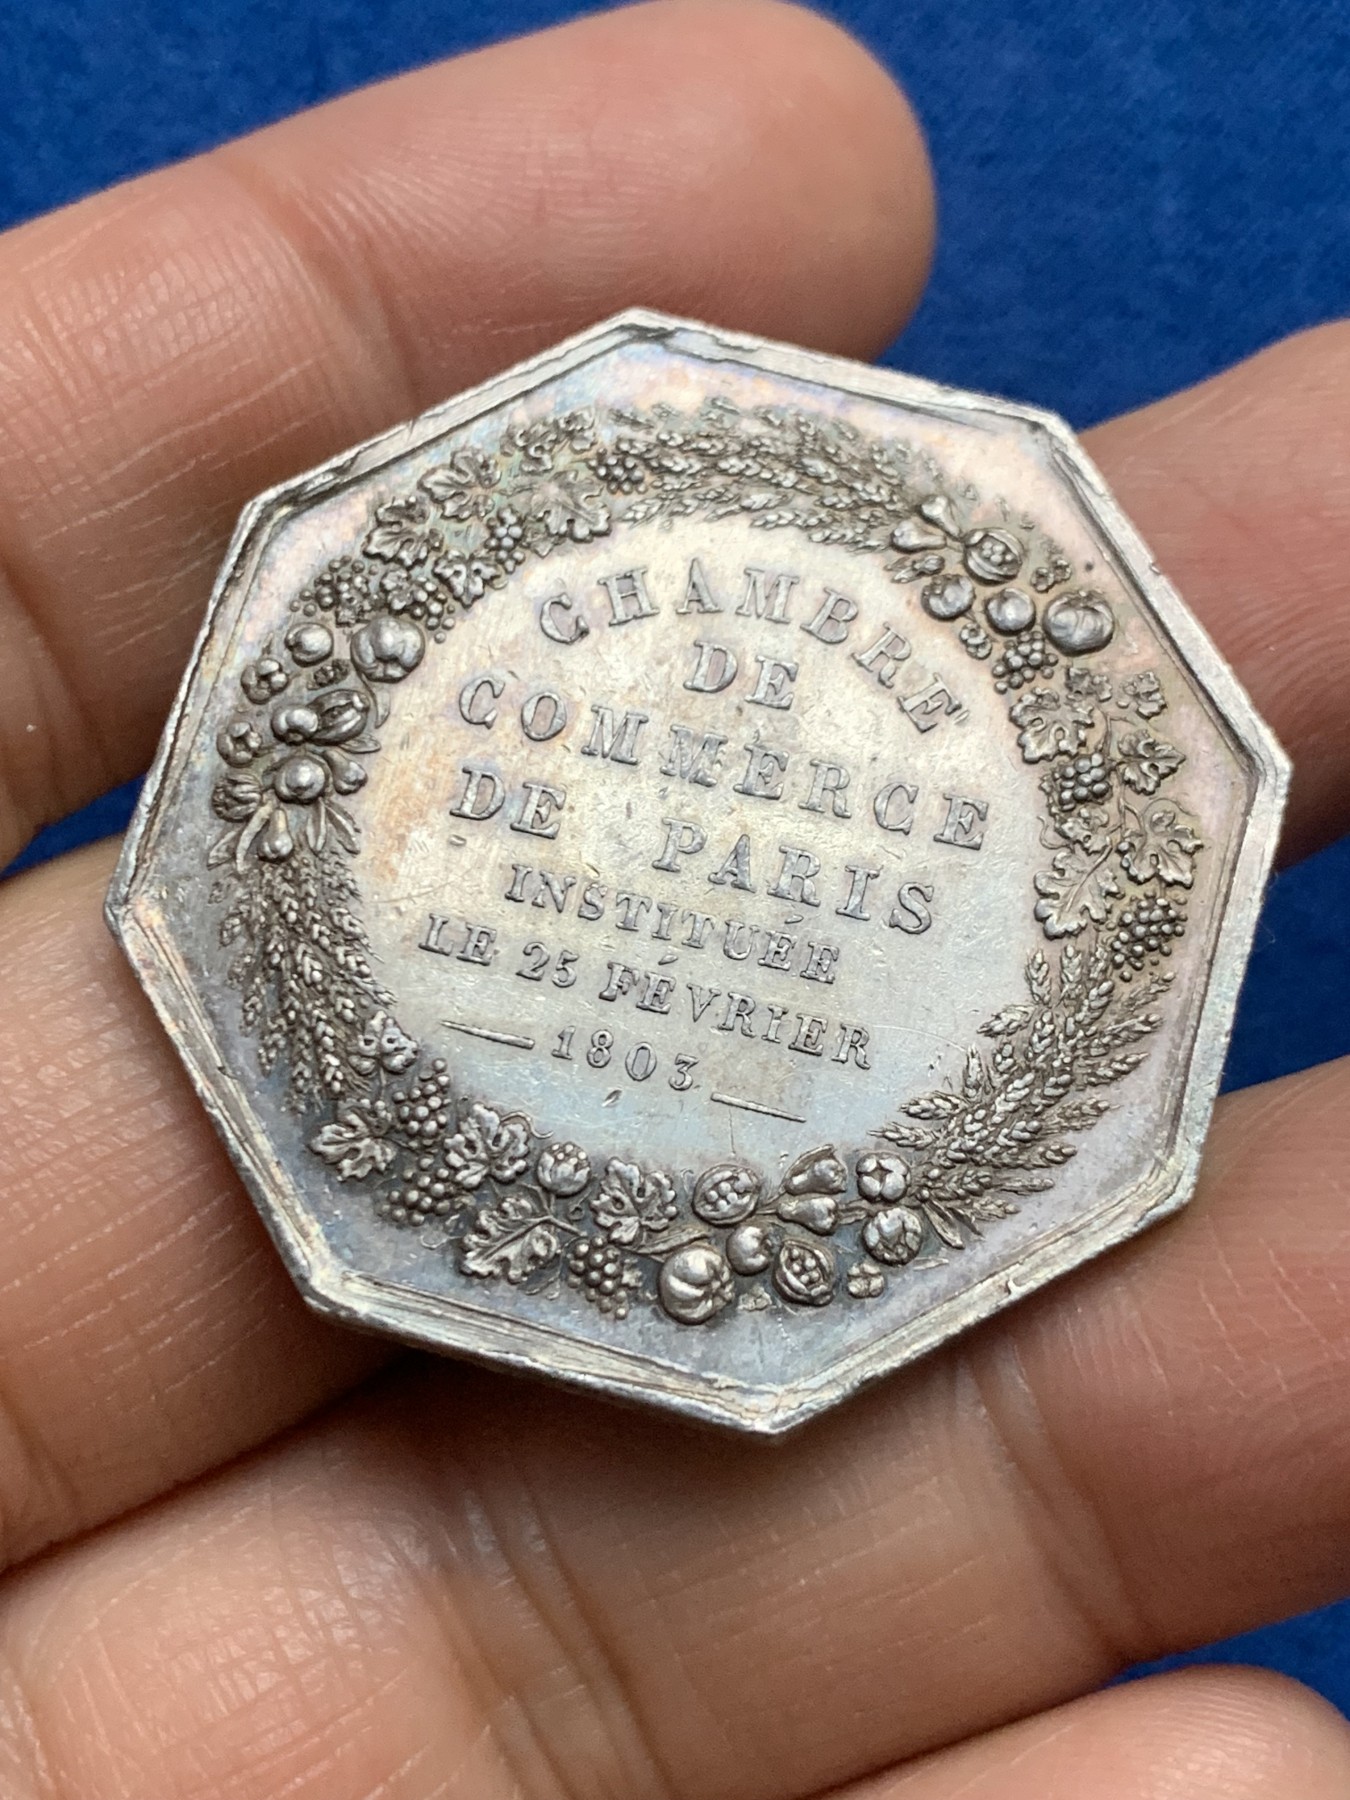 CHAMBRE
DE
COMMERCE
DE PARIS
INSTITUÉE
LE 25 FÉVRIER
1803